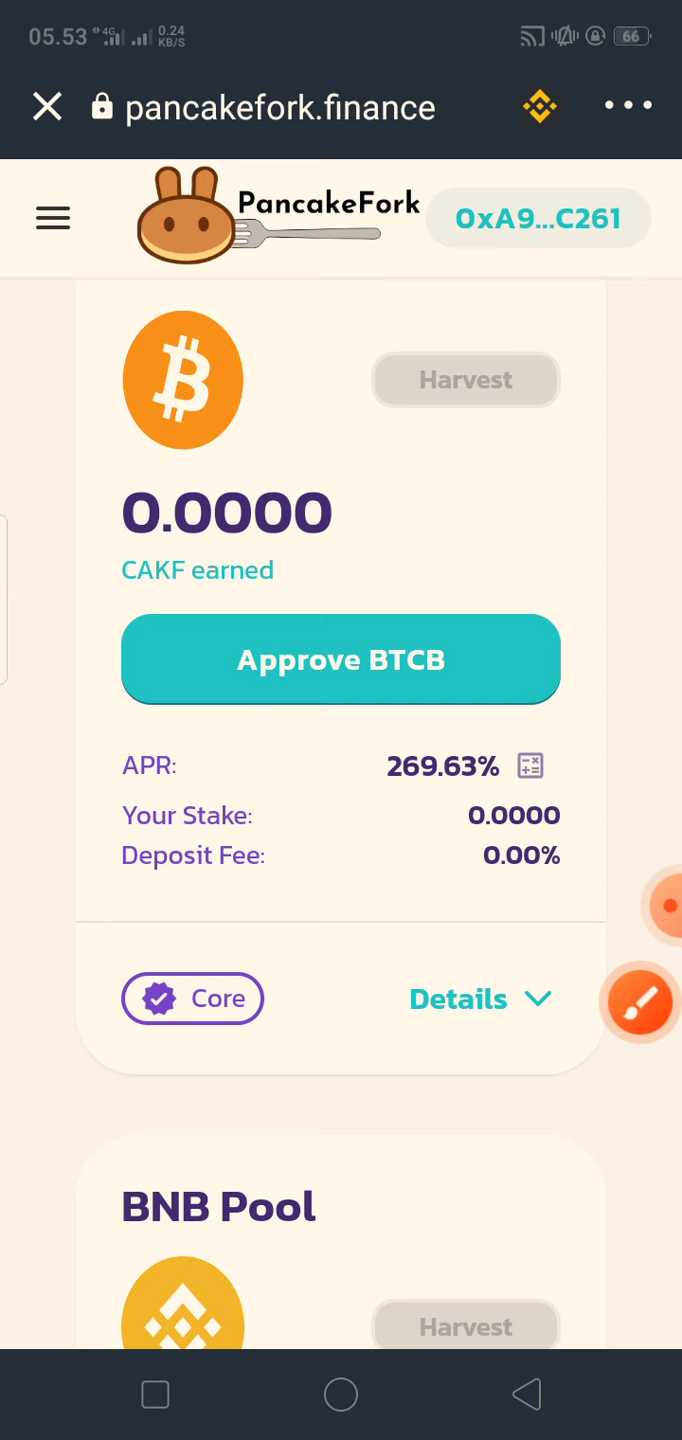 05.53 4G 0.24 KB/S 66
pancakefork.finance
PancakeFork
0xA9...C261
Harvest
0.0000
CAKF earned
Approve BTCB
APR: 269.63%
Your Stake: 0.0000
Deposit Fee: 0.00%
Core
Details
BNB Pool
Harvest